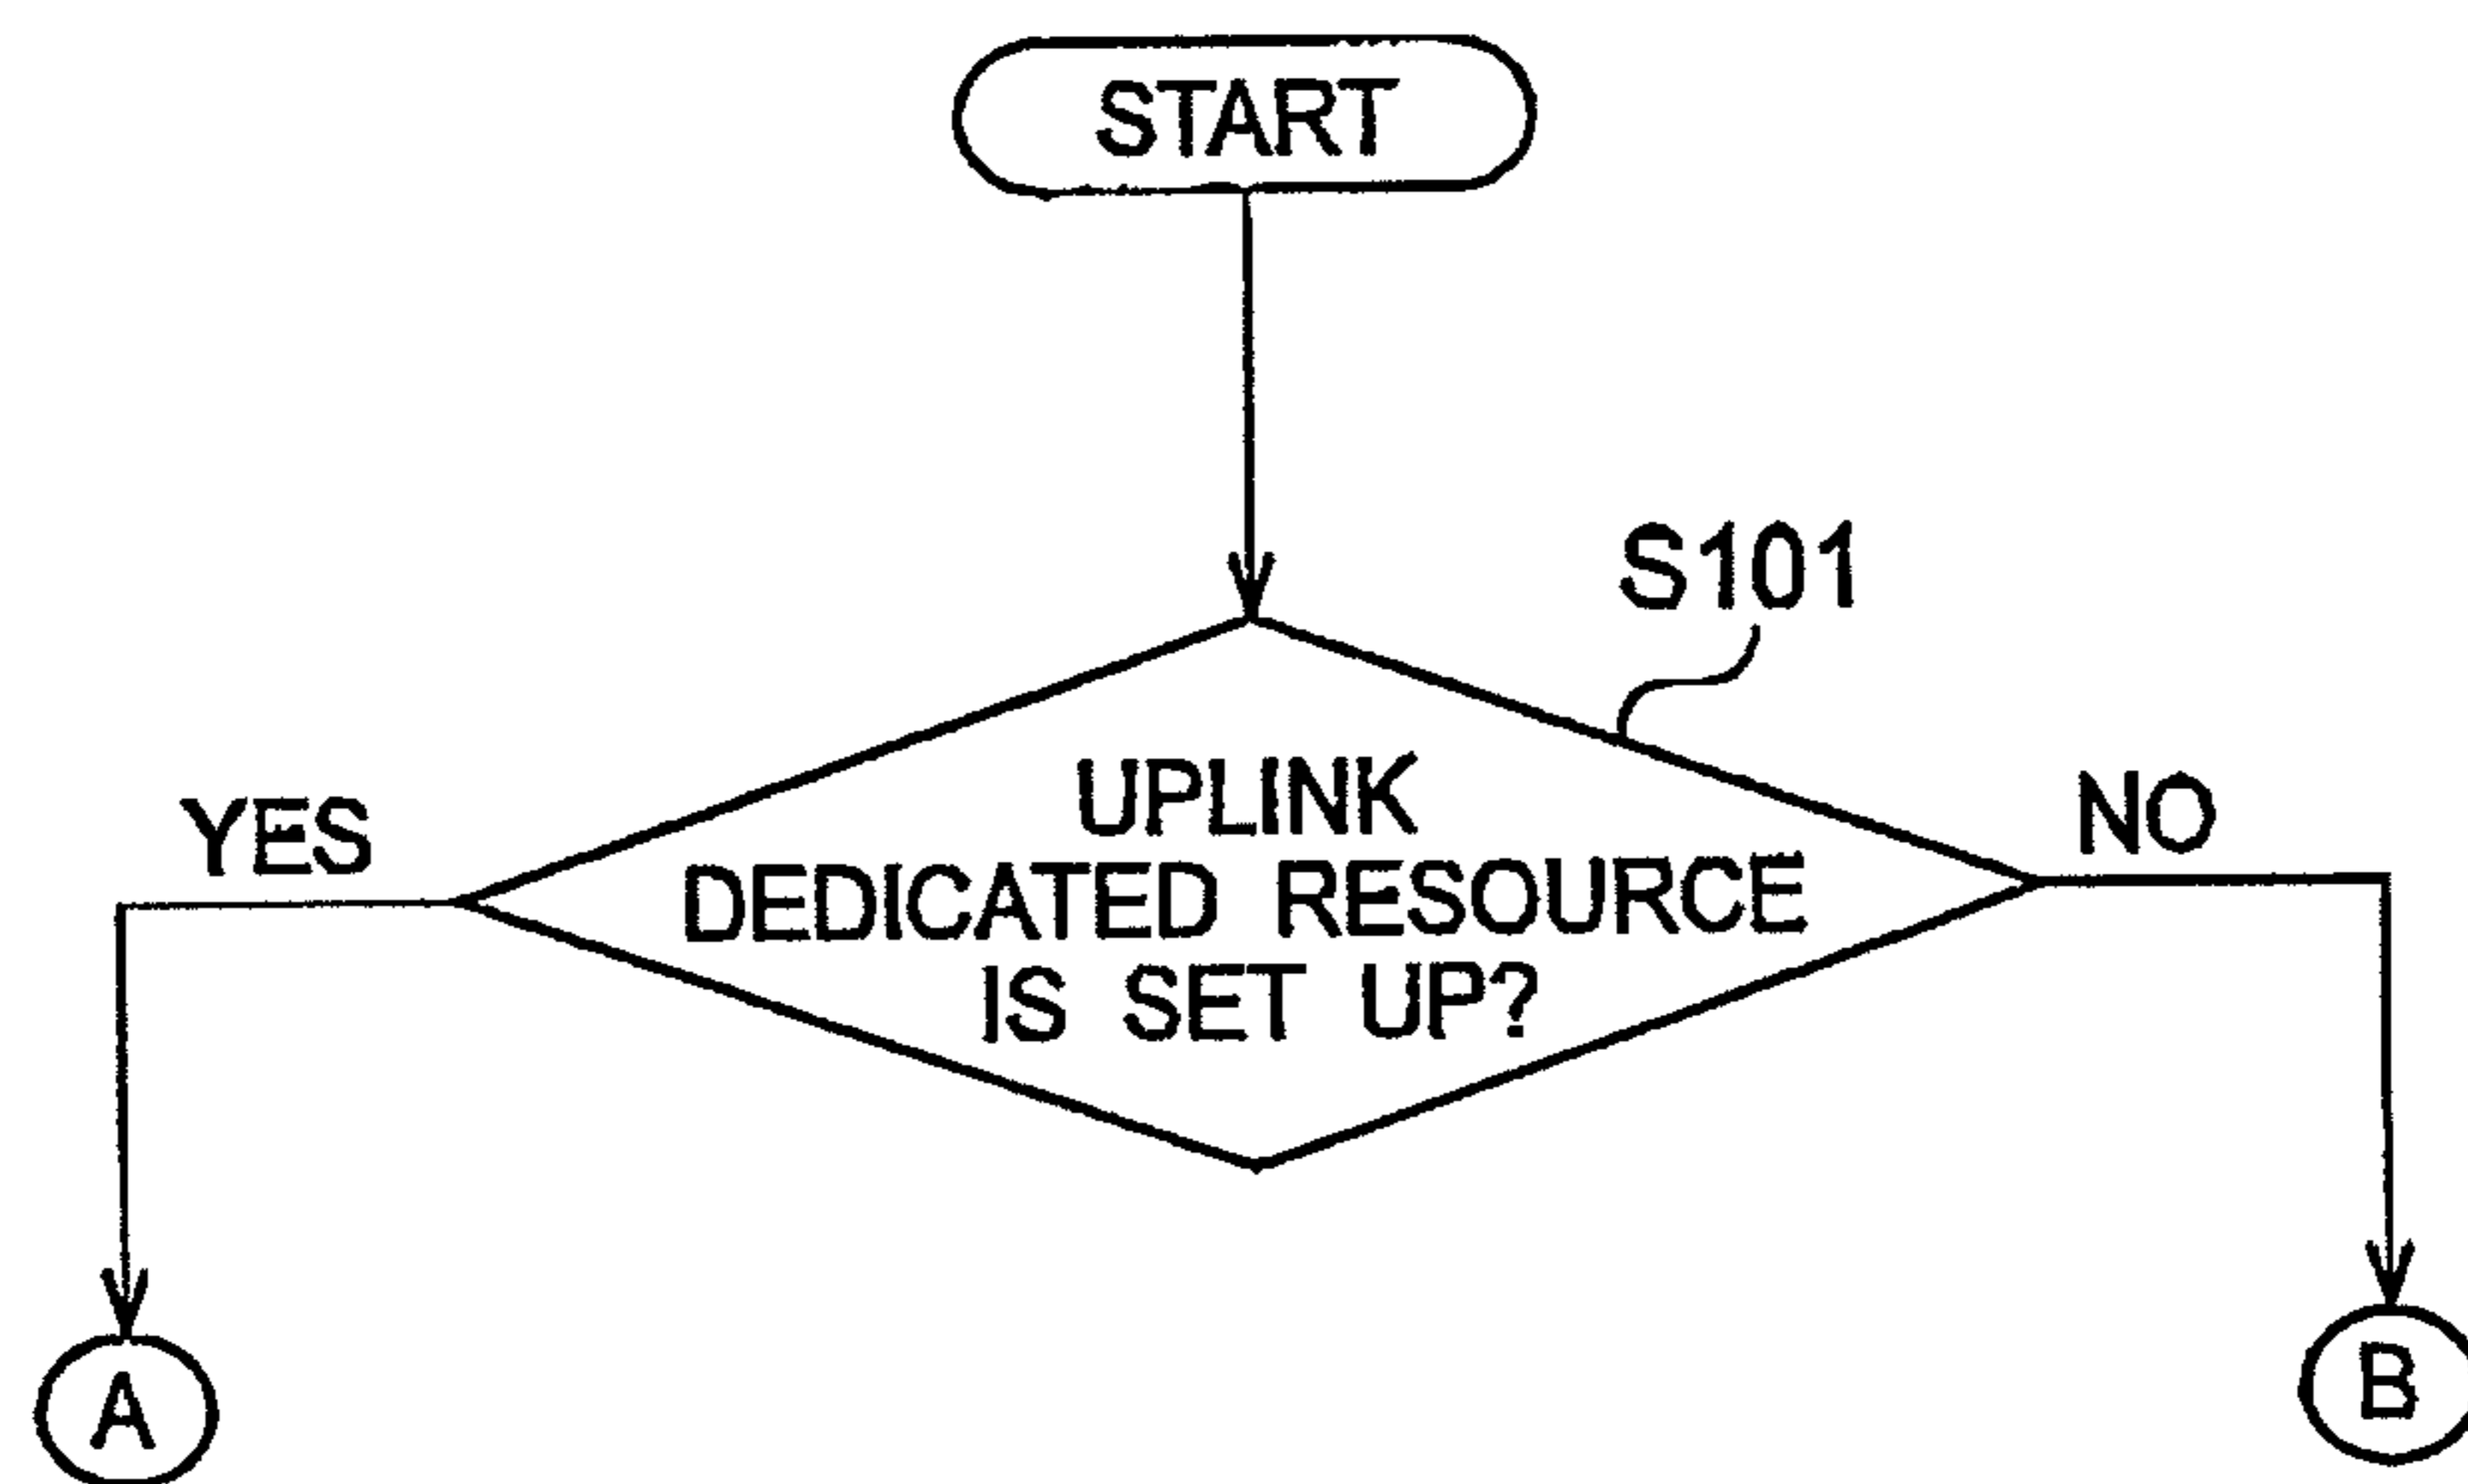 START
S101
UPLINK
DEDICATED RESOURCE
IS SET UP?
YES
NO
A
B